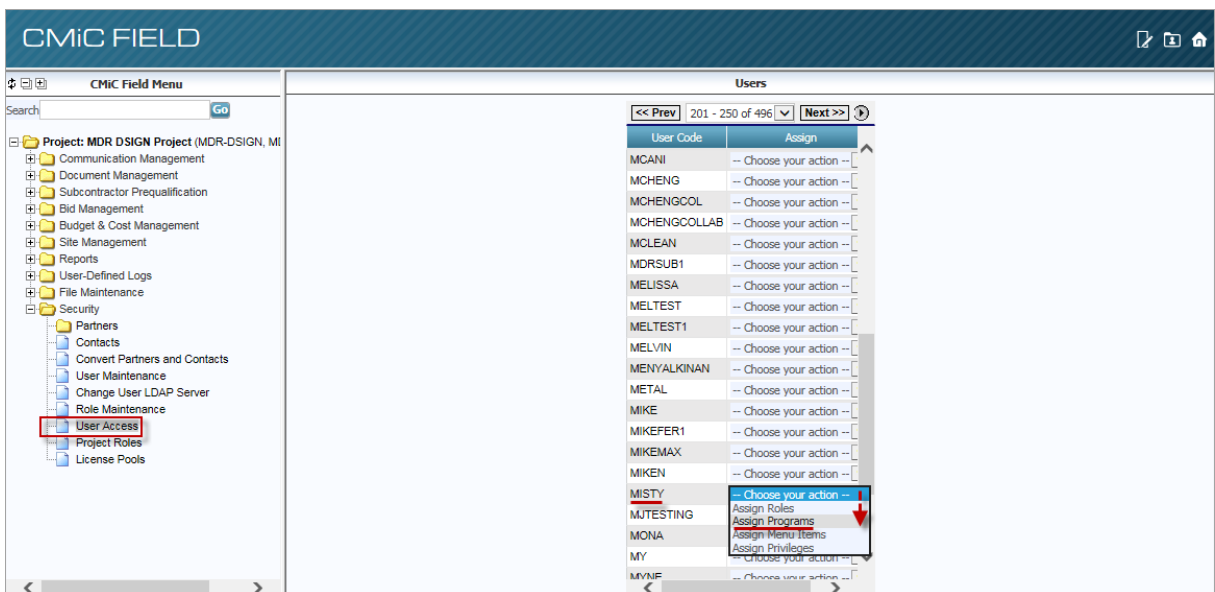 CMiC FIELD
CMiC Field Menu
Search Go
Project: MDR DSIGN Project (MDR-DSIGN, MI
Communication Management
Document Management
Subcontractor Prequalification
Bid Management
Budget & Cost Management
Site Management
Reports
User-Defined Logs
File Maintenance
Security
Partners
Contacts
Convert Partners and Contacts
User Maintenance
Change User LDAP Server
Role Maintenance
User Access
Project Roles
License Pools
Users
<< Prev 201 - 250 of 496 Next >>
User Code Assign
MCANI -- Choose your action --
MCHENG -- Choose your action --
MCHENGCOL -- Choose your action --
MCHENGCOLLAB -- Choose your action --
MCLEAN -- Choose your action --
MDRSUB1 -- Choose your action --
MELISSA -- Choose your action --
MELTEST -- Choose your action --
MELTEST1 -- Choose your action --
MELVIN -- Choose your action --
MENYALKINAN -- Choose your action --
METAL -- Choose your action --
MIKE -- Choose your action --
MIKEFER1 -- Choose your action --
MIKEMAX -- Choose your action --
MIKEN -- Choose your action --
MISTY -- Choose your action --
Assign Roles
MJTESTING Assign Programs
MONA Assign Menu Items
Assign Privileges
MY -- Choose your action --
MYNE -- Choose your action --